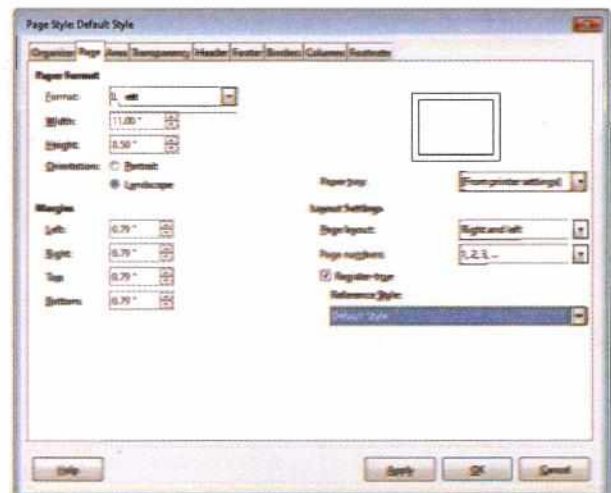 Page Style: Default Style
Organizer Page Area Transparency Header Footer Borders Columns Footnote
Paper Format
Format:
Width: 11.00 "
Height: 8.50 "
Orientation: Portrait
Landscape
Paper tray: [From printer settings]
Margins
Layout Settings
Left: 0.79 "
Page layout: Right and left
Right: 0.79 "
Page numbers: 1, 2, 3, ...
Top: 0.79 "
Register-true
Bottom: 0.79 "
Reference Style:
Default Style
Help Apply OK Cancel